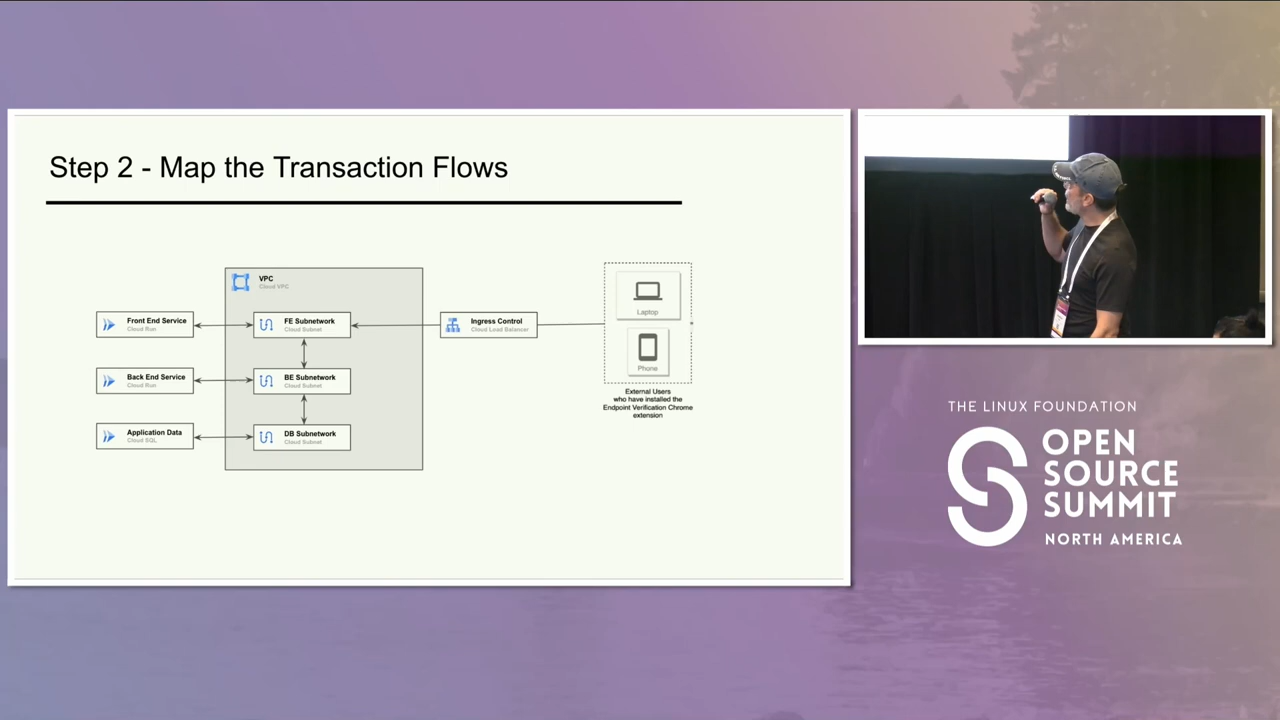 Step 2 - Map the Transaction Flows
VPC
Cloud VPC
Front End Service
Cloud Run
FE Subnetwork
Cloud Subnet
Ingress Control
Cloud Load Balancer
Laptop
Phone
Back End Service
Cloud Run
BE Subnetwork
Cloud Subnet
External Users
who have installed the
Endpoint Verification Chrome
extension
Application Data
Cloud SQL
DB Subnetwork
Cloud Subnet
THE LINUX FOUNDATION
OPEN
SOURCE
SUMMIT
NORTH AMERICA